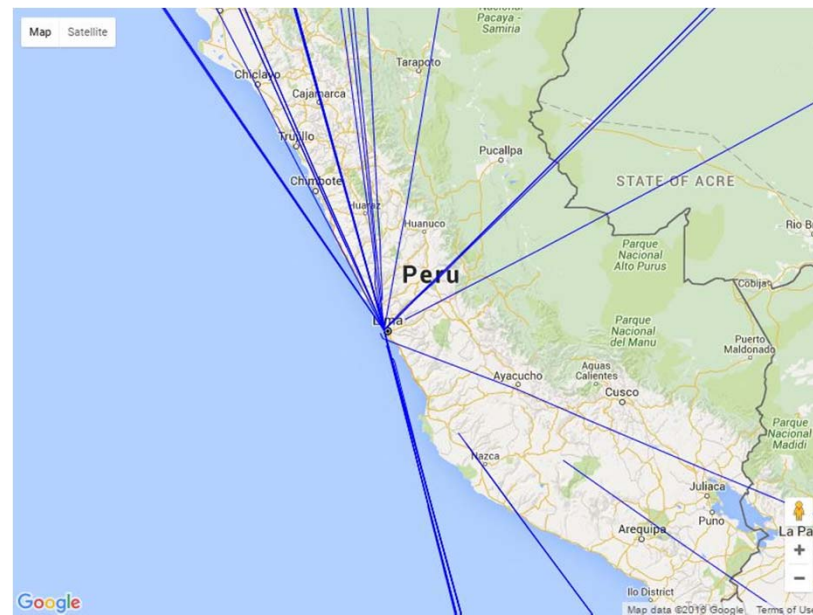 Map Satellite
Nacional
Pacaya -
Samiria
Tarapoto
Chiclayo
Cajamarca
Trujillo
Pucallpa
STATE OF ACRE
Chimbote
Huaraz
Huanuco
Rio B
Parque
Nacional
Alto Purus
Peru
Cobija
Lima
Parque
Nacional
del Manu
Puerto
Maldonado
Ayacucho
Aguas
Calientes
Cusco
Parque
Nacional
Madidi
Nazca
Juliaca
Puno
Arequipa
La Pa
Ilo District
Google
Map data ©2016 Google Terms of Use